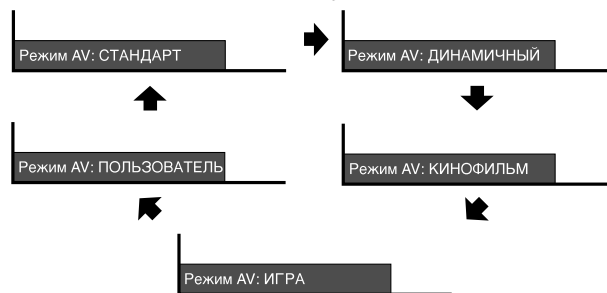 Режим AV: СТАНДАРТ
Режим AV: ДИНАМИЧНЫЙ
Режим AV: ПОЛЬЗОВАТЕЛЬ
Режим AV: КИНОФИЛЬМ
Режим AV: ИГРА